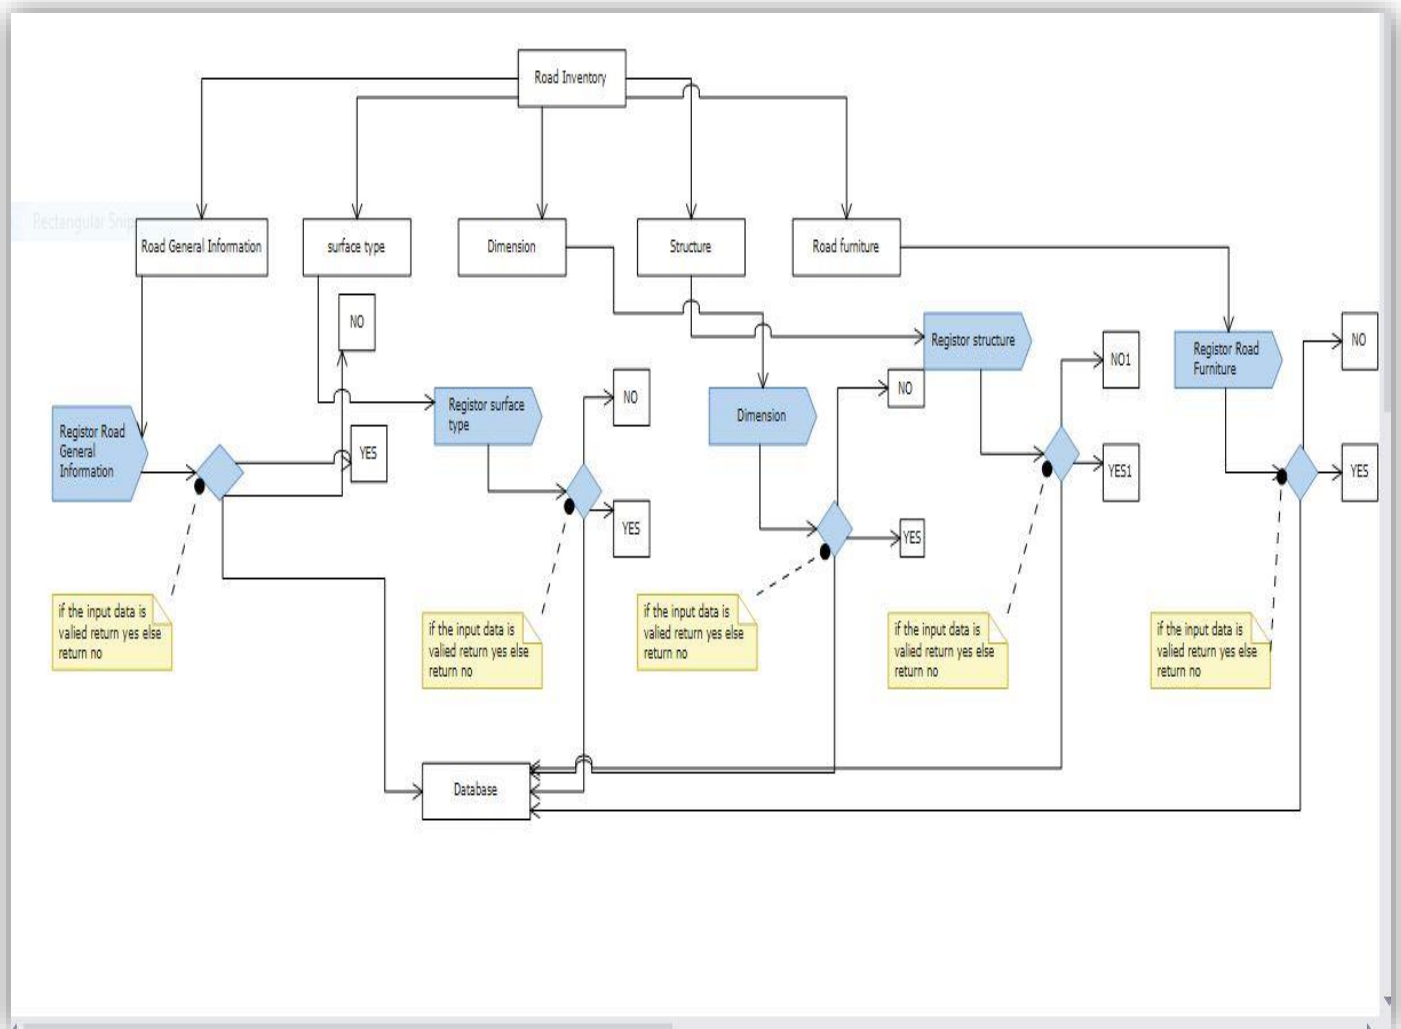 Road Inventory
Rectangular Snip
Road General Information
surface type
Dimension
Structure
Road furniture
NO
Registor structure
NO
Registor Road
Furniture
NO1
NO
NO
Registor surface
type
Dimension
Registor Road
General
Information
YES
YES1
YES
YES
YES
if the input data is
valied return yes else
return no
if the input data is
valied return yes else
return no
if the input data is
valied return yes else
return no
if the input data is
valied return yes else
return no
if the input data is
valied return yes else
return no
Database